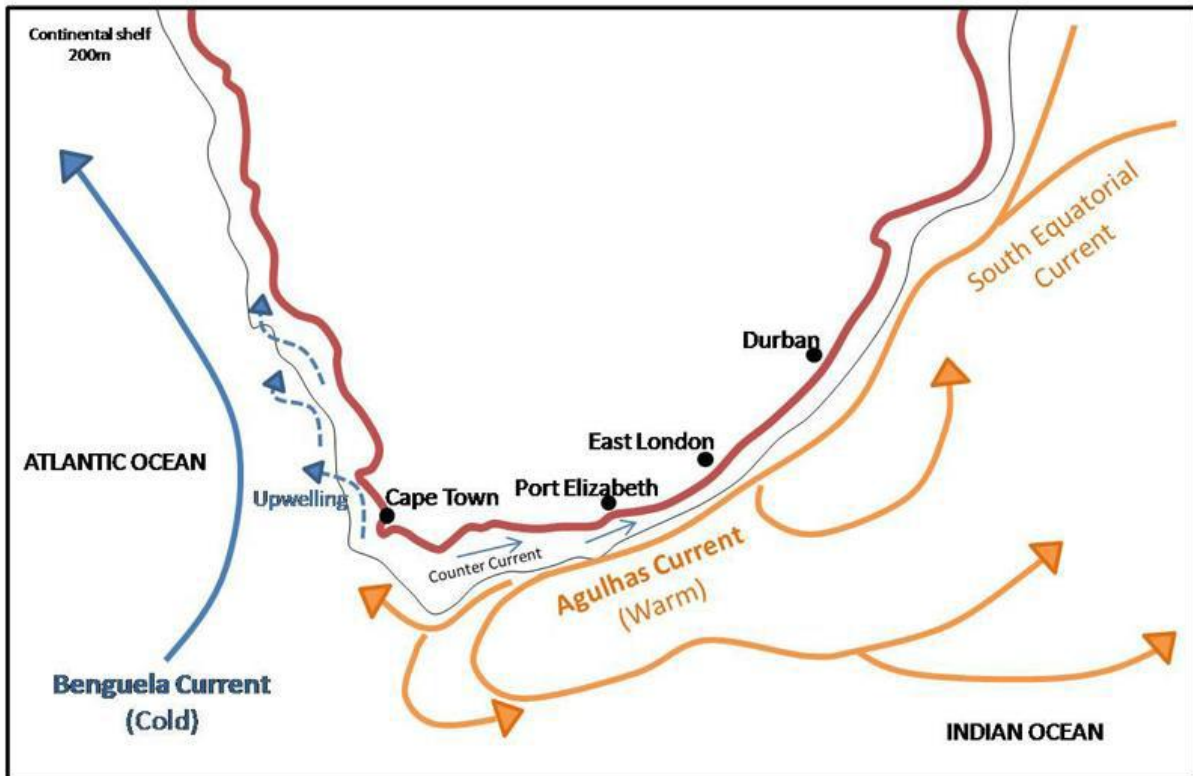 Continental shelf
200m
South Equatorial
Current
Durban
East London
ATLANTIC OCEAN
Port Elizabeth
Upwelling
Cape Town
Counter Current
Agulhas Current
(Warm)
Benguela Current
(Cold)
INDIAN OCEAN